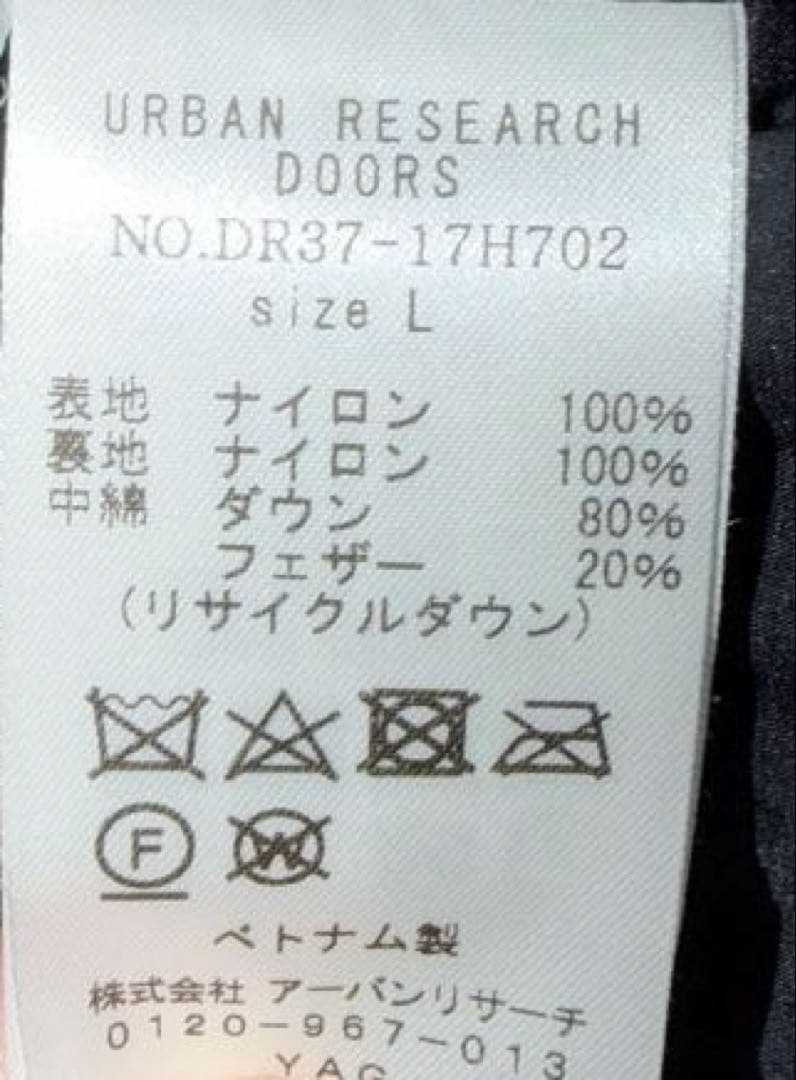 URBAN RESEARCH
DOORS
NO.DR37-17H702
size L
表地 ナイロン 100%
裏地 ナイロン 100%
中綿 ダウン 80%
フェザー 20%
(リサイクルダウン)
F W
ベトナム製
株式会社 アーバンリサーチ
0120-967-013
YAG